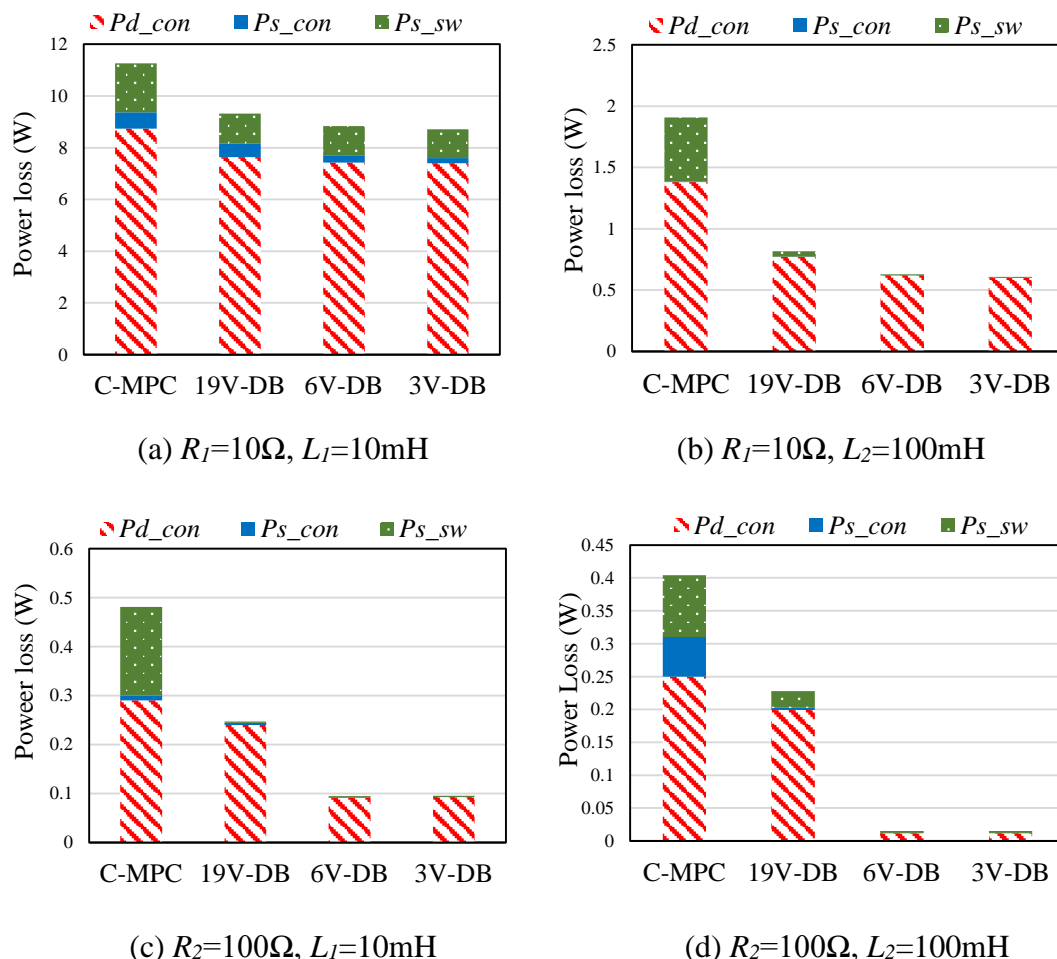 Pd_con Ps_con Ps_sw
12
10
8
6
4
2
0
Power loss (W)
C-MPC 19V-DB 6V-DB 3V-DB
(a) R1=10Ω, L1=10mH
Pd_con Ps_con Ps_sw
2.5
2
1.5
1
0.5
0
Power loss (W)
C-MPC 19V-DB 6V-DB 3V-DB
(b) R1=10Ω, L2=100mH
Pd_con Ps_con Ps_sw
0.6
0.5
0.4
0.3
0.2
0.1
0
Poweer loss (W)
C-MPC 19V-DB 6V-DB 3V-DB
(c) R2=100Ω, L1=10mH
Pd_con Ps_con Ps_sw
0.45
0.4
0.35
0.3
0.25
0.2
0.15
0.1
0.05
0
Power Loss (W)
C-MPC 19V-DB 6V-DB 3V-DB
(d) R2=100Ω, L2=100mH